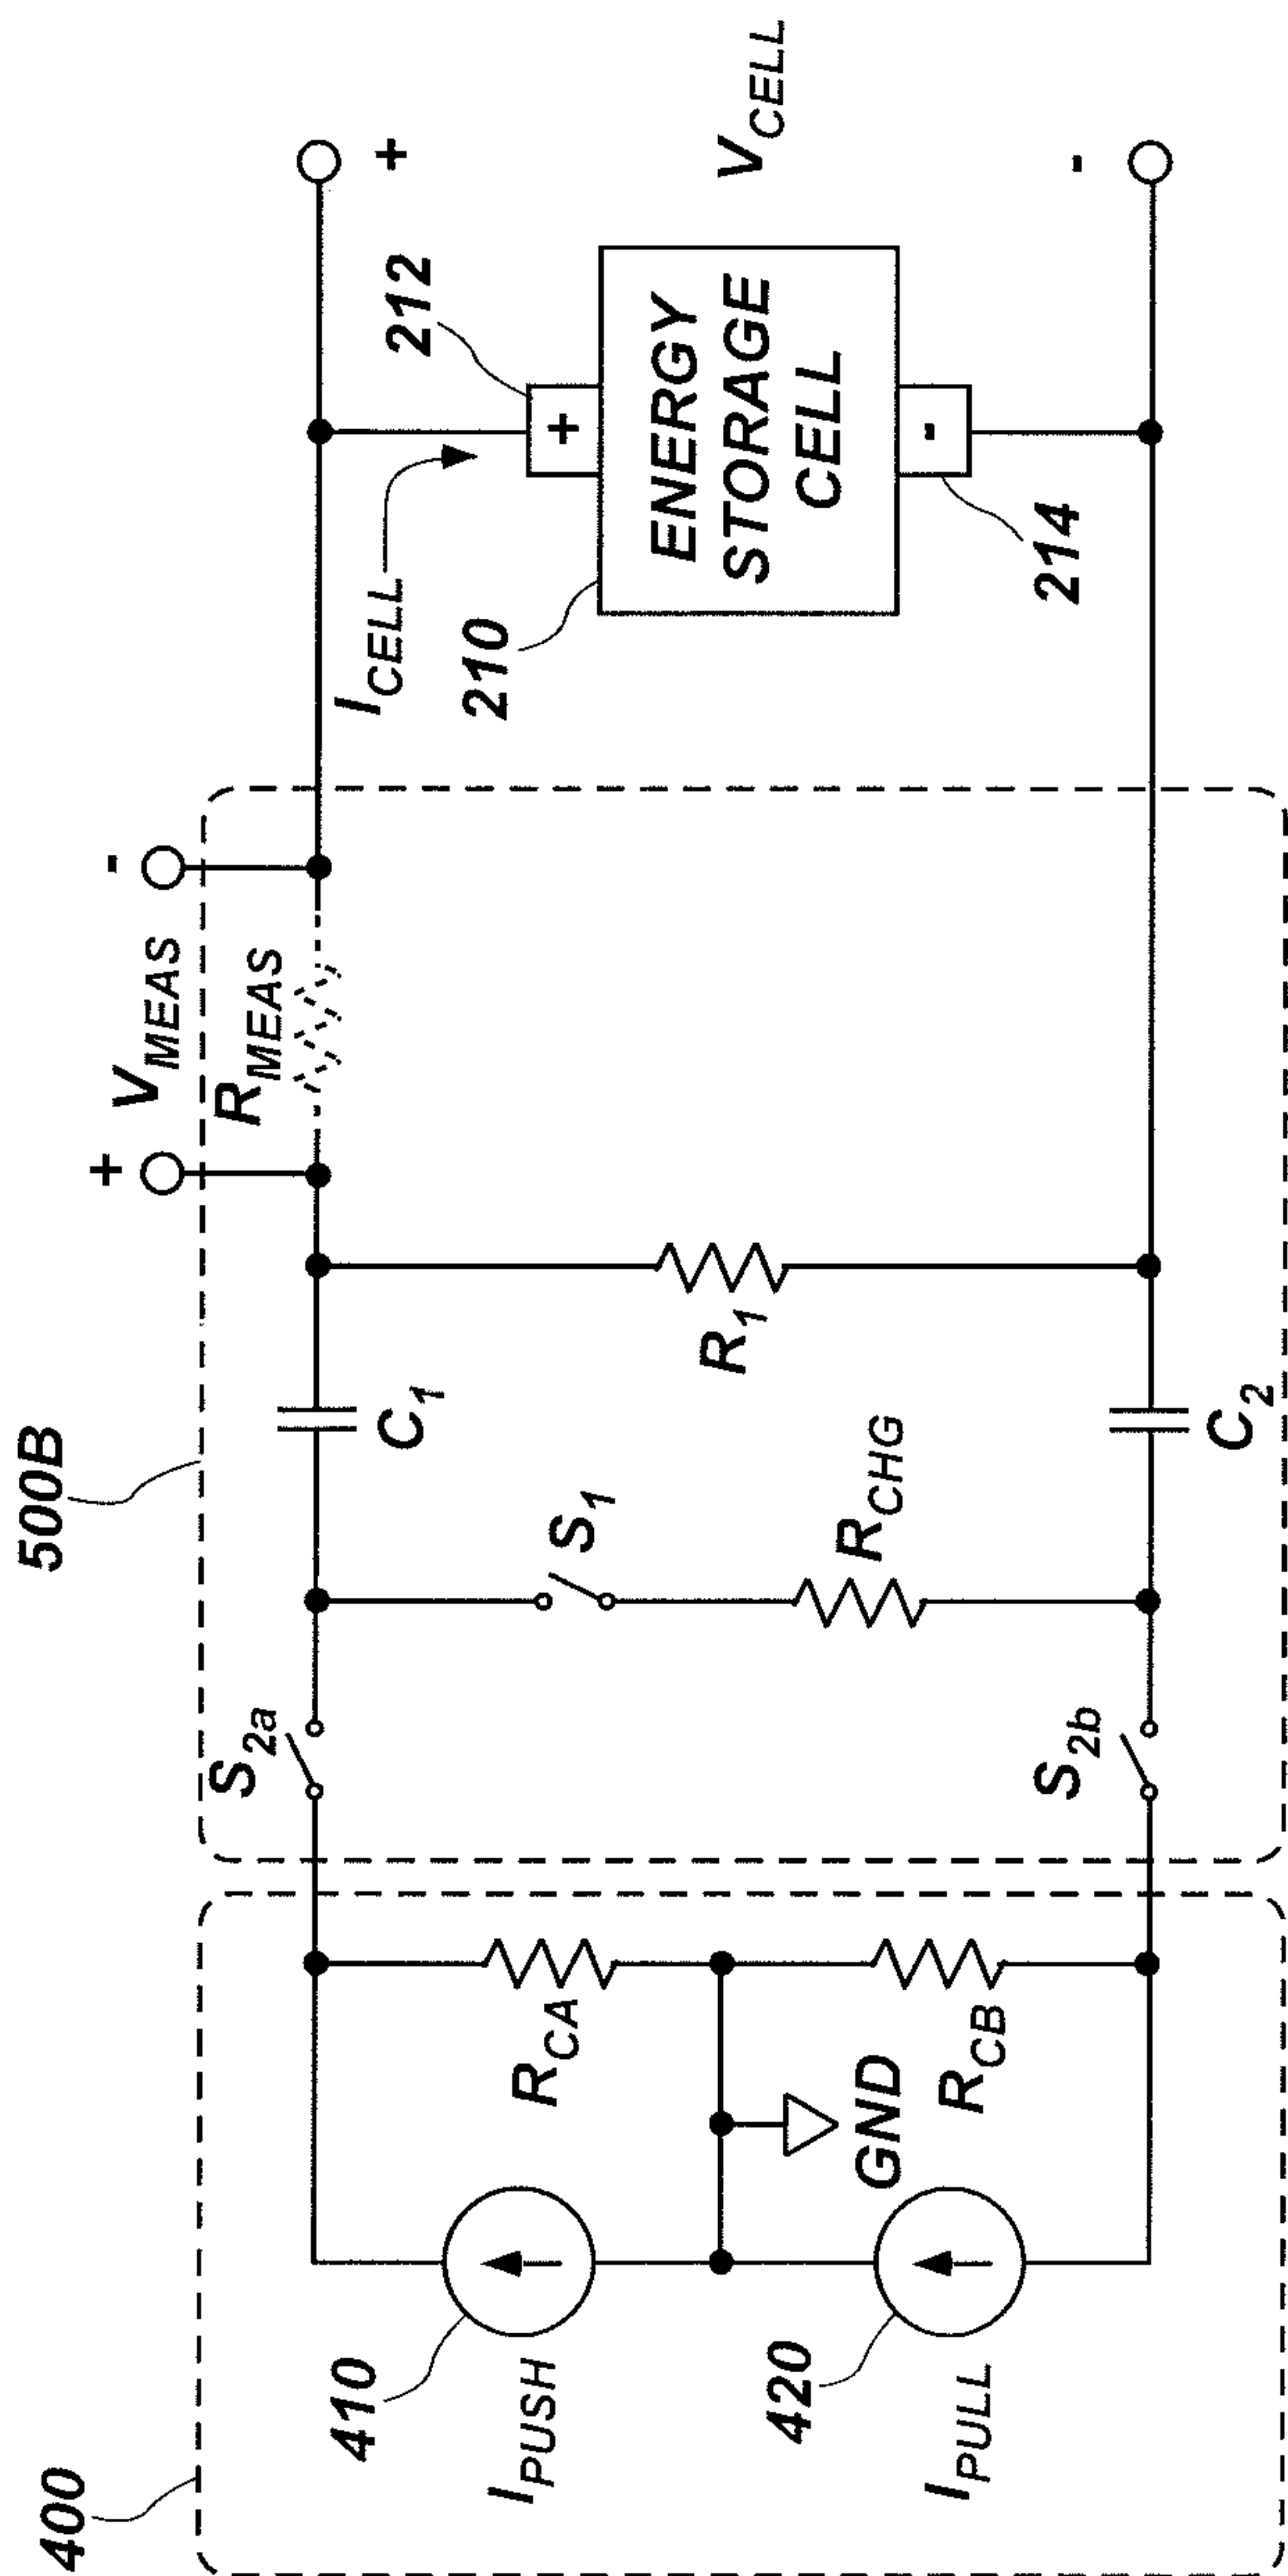 400
500B
410
I_PUSH
420
I_PULL
R_CA
GND
R_CB
S_2a
S_2b
S_1
R_CHG
C_1
C_2
R_1
+
V_MEAS
-
R_MEAS
I_CELL
210
212
+
ENERGY
STORAGE
CELL
-
214
+
V_CELL
-